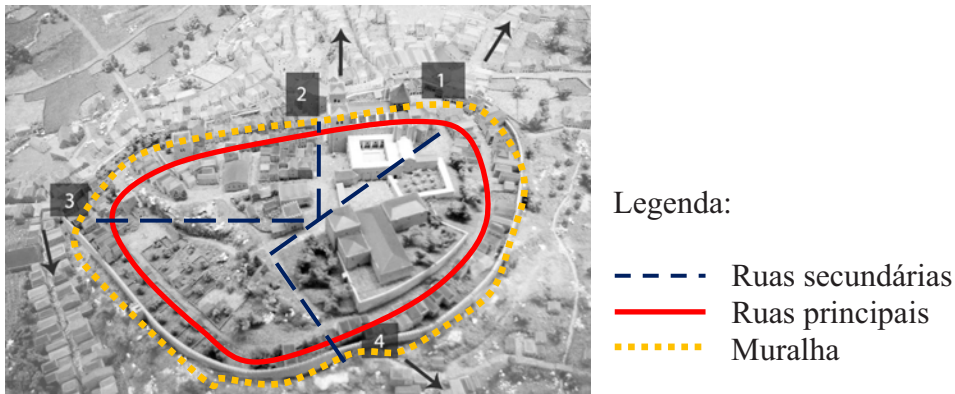 1
2
3
4
Legenda:
Ruas secundárias
Ruas principais
Muralha